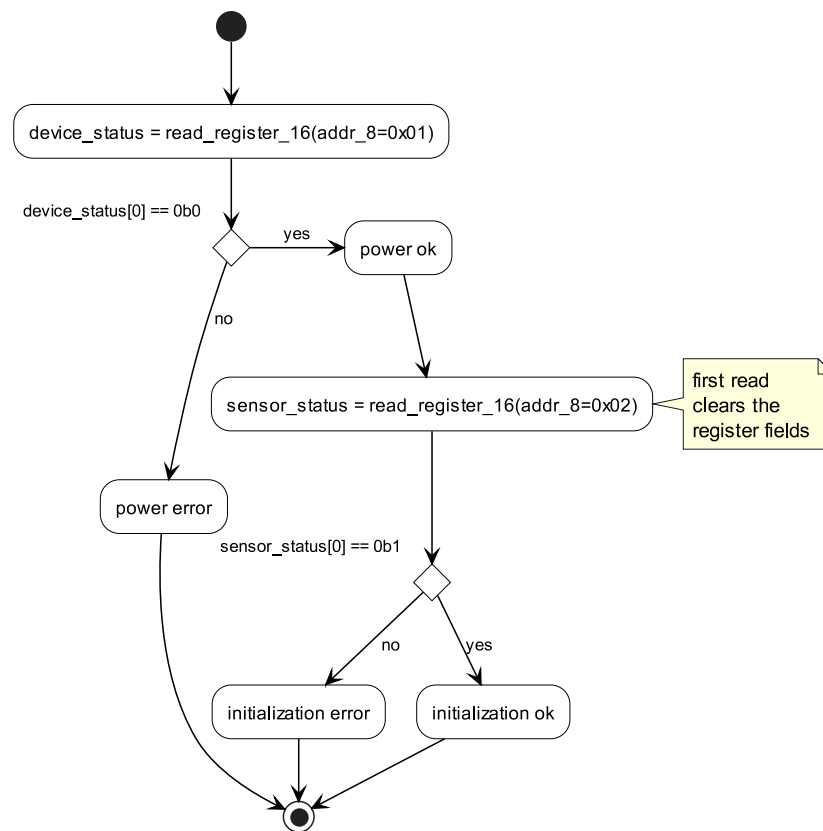 device_status = read_register_16(addr_8=0x01)
device_status[0] == 0b0
yes
power ok
no
sensor_status = read_register_16(addr_8=0x02)
first read
clears the
register fields
power error
sensor_status[0] == 0b1
no
yes
initialization error
initialization ok